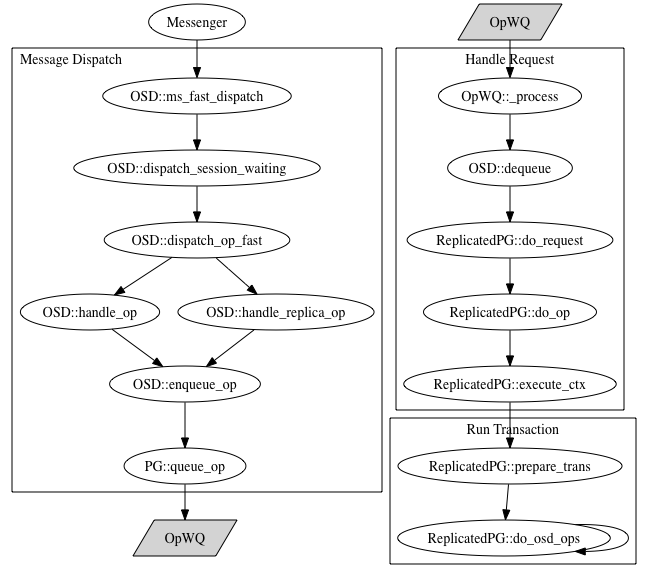 Messenger
Message Dispatch
OSD::ms_fast_dispatch
OSD::dispatch_session_waiting
OSD::dispatch_op_fast
OSD::handle_op
OSD::handle_replica_op
OSD::enqueue_op
PG::queue_op
OpWQ
OpWQ
Handle Request
OpWQ::_process
OSD::dequeue
ReplicatedPG::do_request
ReplicatedPG::do_op
ReplicatedPG::execute_ctx
Run Transaction
ReplicatedPG::prepare_trans
ReplicatedPG::do_osd_ops